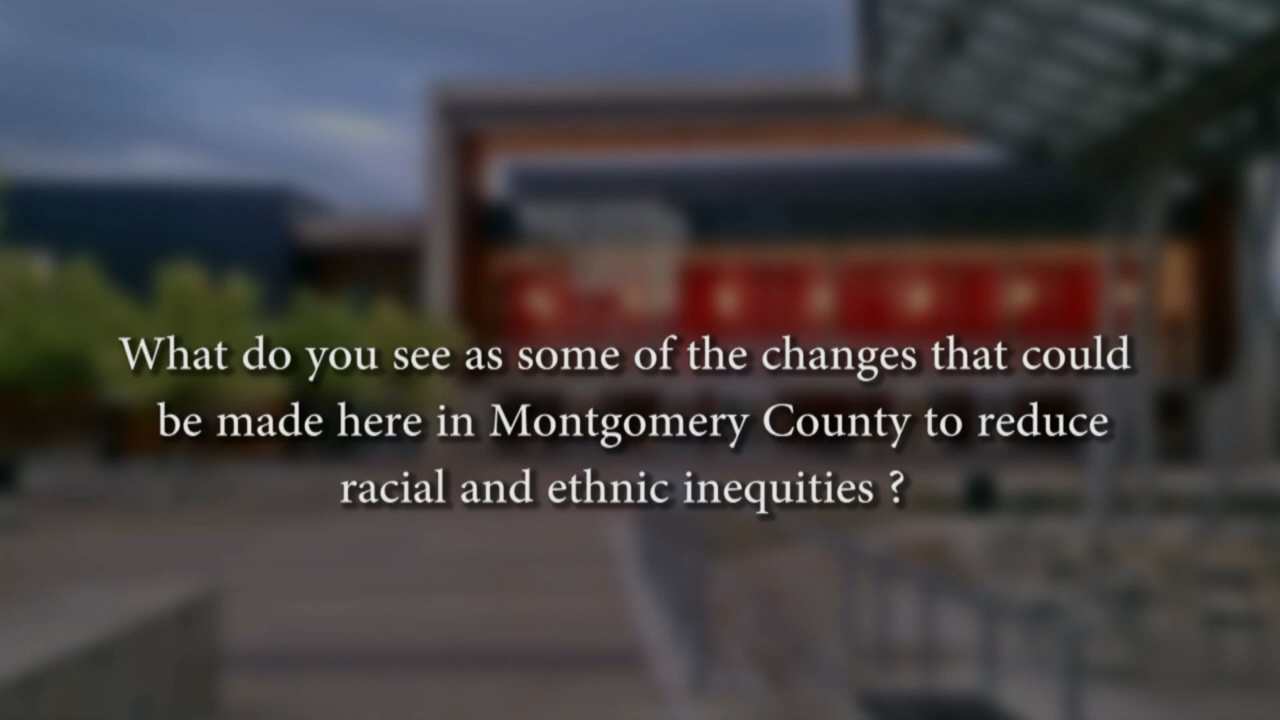 What do you see as some of the changes that could
be made here in Montgomery County to reduce
racial and ethnic inequities ?